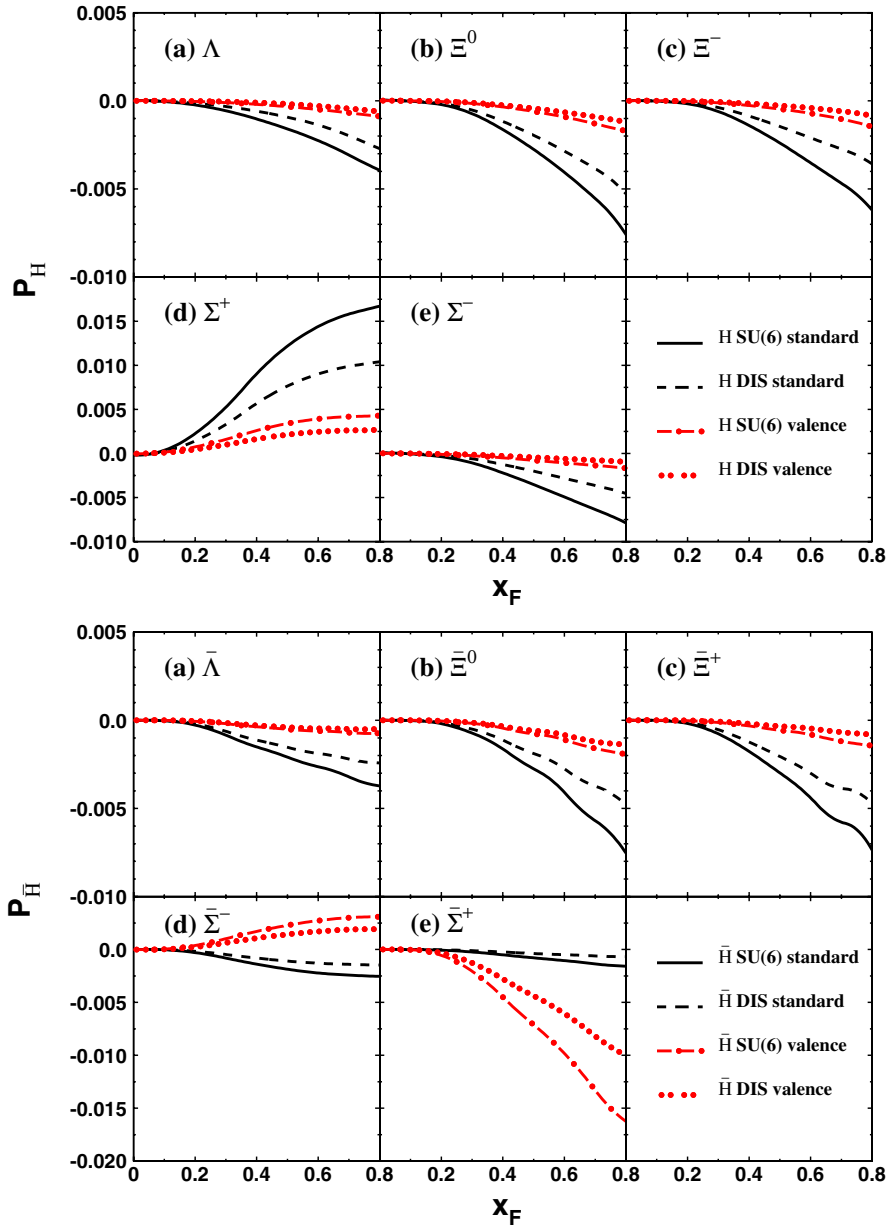 0.005
(a) Λ
(b) Ξ⁰
(c) Ξ⁻
0.0
-0.005
-0.010
P_H
(d) Σ⁺
(e) Σ⁻
0.015
0.010
0.005
0.0
-0.005
-0.010
H SU(6) standard
H DIS standard
H SU(6) valence
H DIS valence
0 0.2 0.4 0.6 0.8 0.2 0.4 0.6 0.8 0.2 0.4 0.6 0.8
x_F
0.005
(a) Λ̄
(b) Ξ̄⁰
(c) Ξ̄⁺
0.0
-0.005
-0.010
P_H̄
(d) Σ̄⁻
(e) Σ̄⁺
0.0
-0.005
-0.010
-0.015
-0.020
H̄ SU(6) standard
H̄ DIS standard
H̄ SU(6) valence
H̄ DIS valence
0 0.2 0.4 0.6 0.8 0.2 0.4 0.6 0.8 0.2 0.4 0.6 0.8
x_F